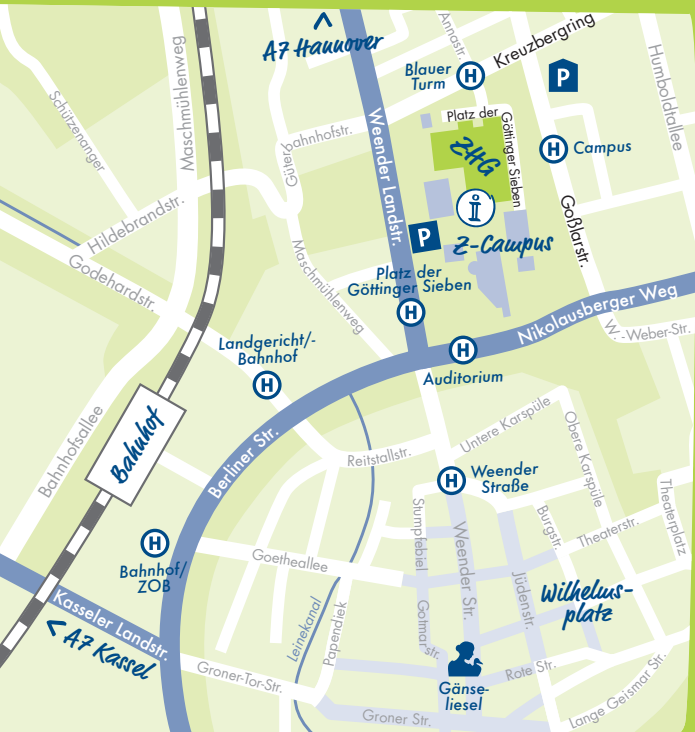 A7 Hannover
Annastr.
Kreuzbergring
Humboldtallee
Maschmühlenweg
Schützenanger
Blauer
Turm
H
P
Weender Landstr.
Platz der
Göttinger Sieben
ZHG
H
Campus
Güterbahnhofstr.
i
Goßlarstr.
Hildebrandstr.
P
Z-Campus
Godehardstr.
Maschmühlenweg
Platz der
Göttinger Sieben
H
Nikolausberger Weg
W.-Weber-Str.
Landgericht/-
Bahnhof
H
H
Auditorium
Bahnhofsallee
Bahnhof
Berliner Str.
Untere Karspüle
Obere Karspüle
Reitstallstr.
H
Weender
Straße
Theaterplatz
Stumpfebiel
Weender Str.
Burgstr.
Theaterstr.
H
Bahnhof/
ZOB
Goetheallee
Jüdenstr.
Wilhelms-
platz
Kasseler Landstr.
A7 Kassel
Leinekanal
Papendiek
Gotmarstr.
Groner-Tor-Str.
Gänse-
liesel
Rote Str.
Lange Geismar Str.
Groner Str.